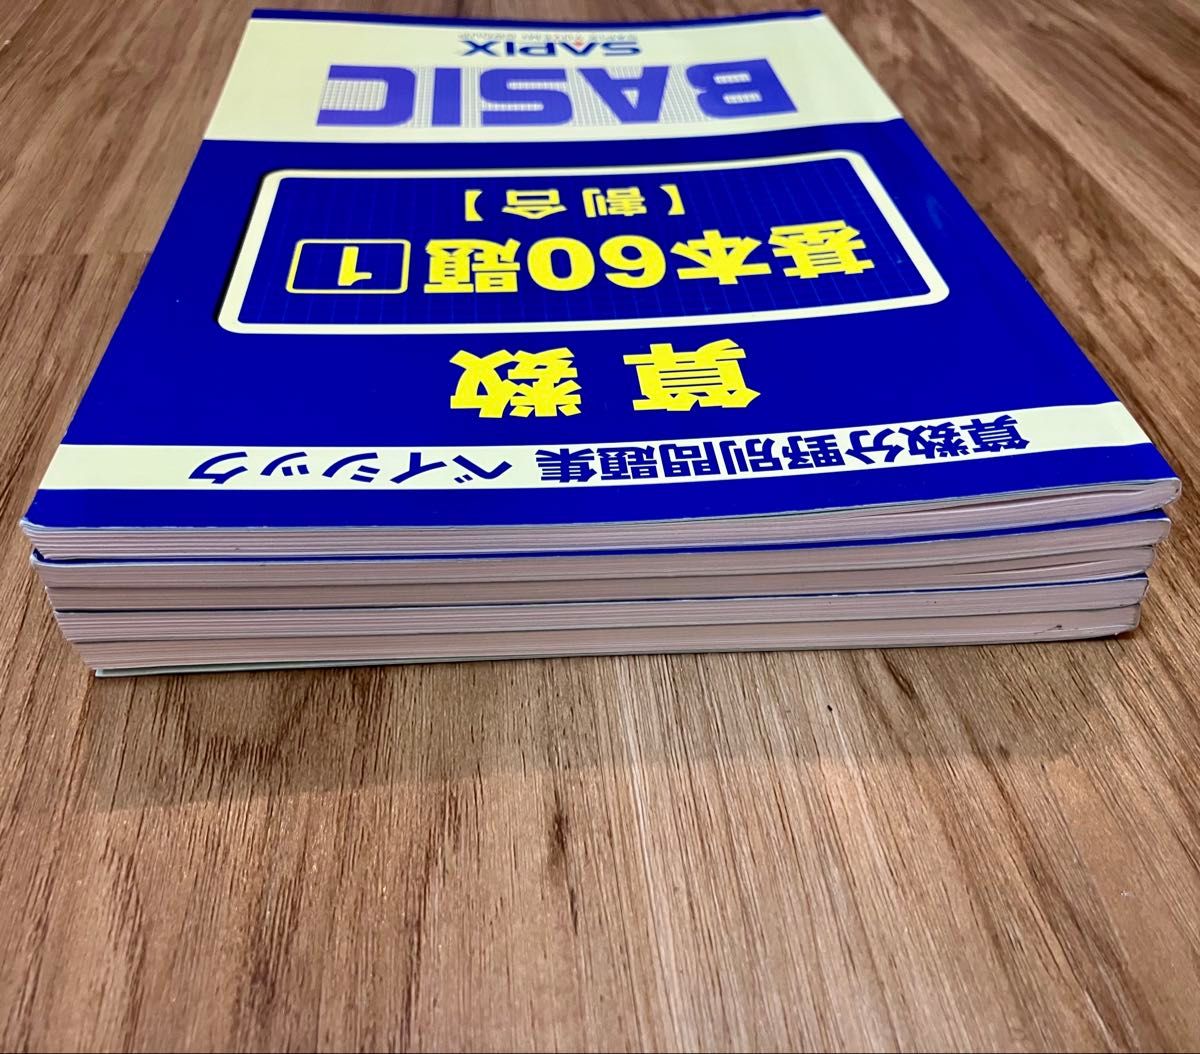 算数分野別問題集 ベイシック
算数
基本60題 1
【割合】
BASIC
SAPIX